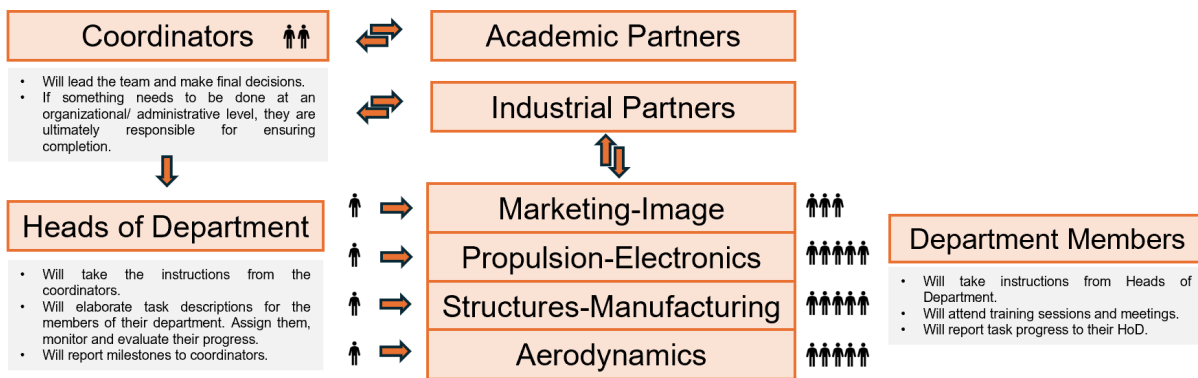 Coordinators
Academic Partners
• Will lead the team and make final decisions.
• If something needs to be done at an
organizational/ administrative level, they are
ultimately responsible for ensuring
completion.
Industrial Partners
Heads of Department
• Will take the instructions from the
coordinators.
• Will elaborate task descriptions for the
members of their department. Assign them,
monitor and evaluate their progress.
• Will report milestones to coordinators.
Marketing-Image
Propulsion-Electronics
Structures-Manufacturing
Aerodynamics
Department Members
• Will take instructions from Heads of
Department.
• Will attend training sessions and meetings.
• Will report task progress to their HoD.